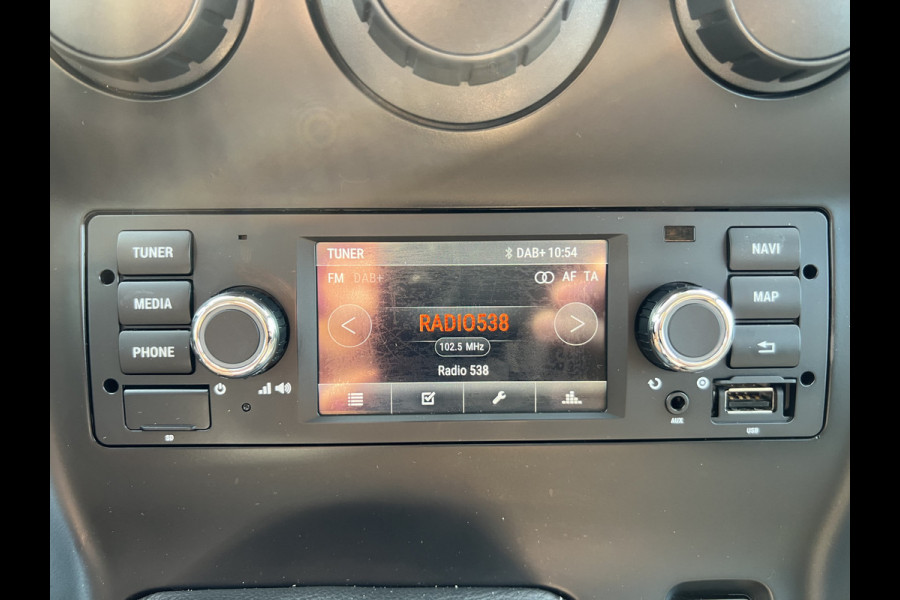 TUNER
MEDIA
PHONE
SD
TUNER DAB+ 10:54
FM DAB+ AF TA
RADIO538
102.5 MHz
Radio 538
NAVI
MAP
AUX
USB